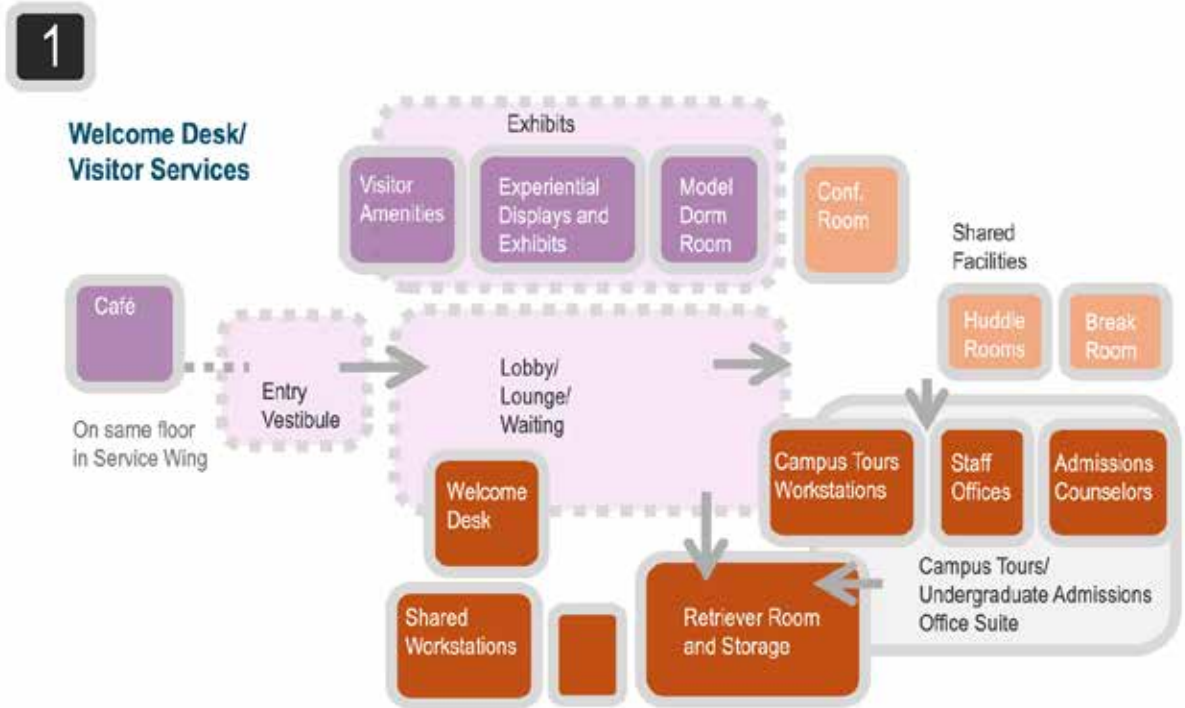 1
Welcome Desk/
Visitor Services
Exhibits
Visitor
Amenities
Experiential
Displays and
Exhibits
Model
Dorm
Room
Conf.
Room
Shared
Facilities
Huddle
Rooms
Break
Room
Café
On same floor
in Service Wing
Entry
Vestibule
Lobby/
Lounge/
Waiting
Welcome
Desk
Campus Tours
Workstations
Staff
Offices
Admissions
Counselors
Campus Tours/
Undergraduate Admissions
Office Suite
Shared
Workstations
Retriever Room
and Storage